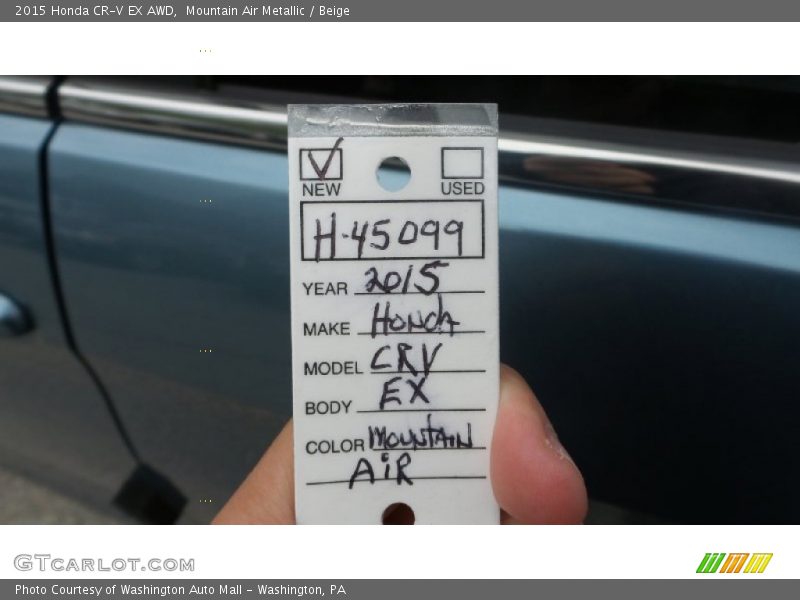 2015 Honda CR-V EX AWD, Mountain Air Metallic / Beige
NEW USED
H-45099
YEAR 2015
MAKE HONDA
MODEL CRV
BODY EX
COLOR MOUNTAIN
AiR
GTCARLOT.COM
Photo Courtesy of Washington Auto Mall - Washington, PA